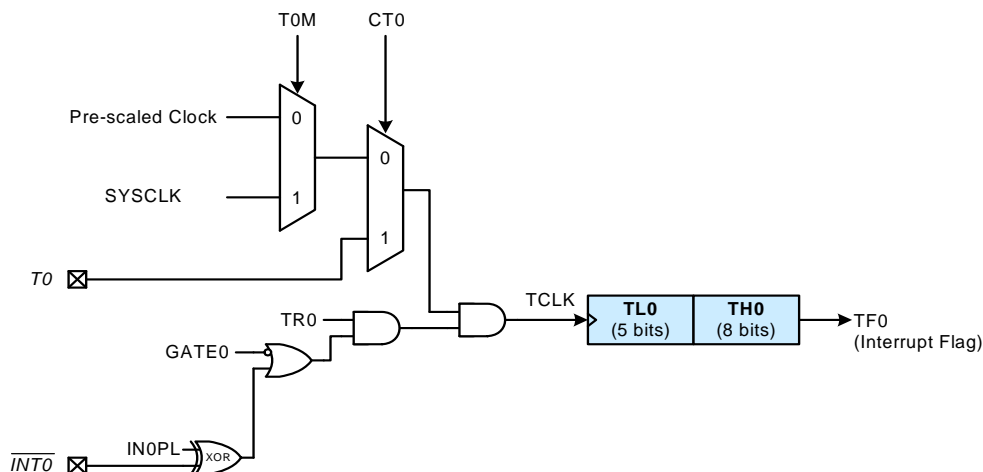 T0M
CT0
Pre-scaled Clock
0
0
SYSCLK
1
1
T0
TCLK
TL0
(5 bits)
TH0
(8 bits)
TR0
TF0
(Interrupt Flag)
GATE0
IN0PL
XOR
INT0